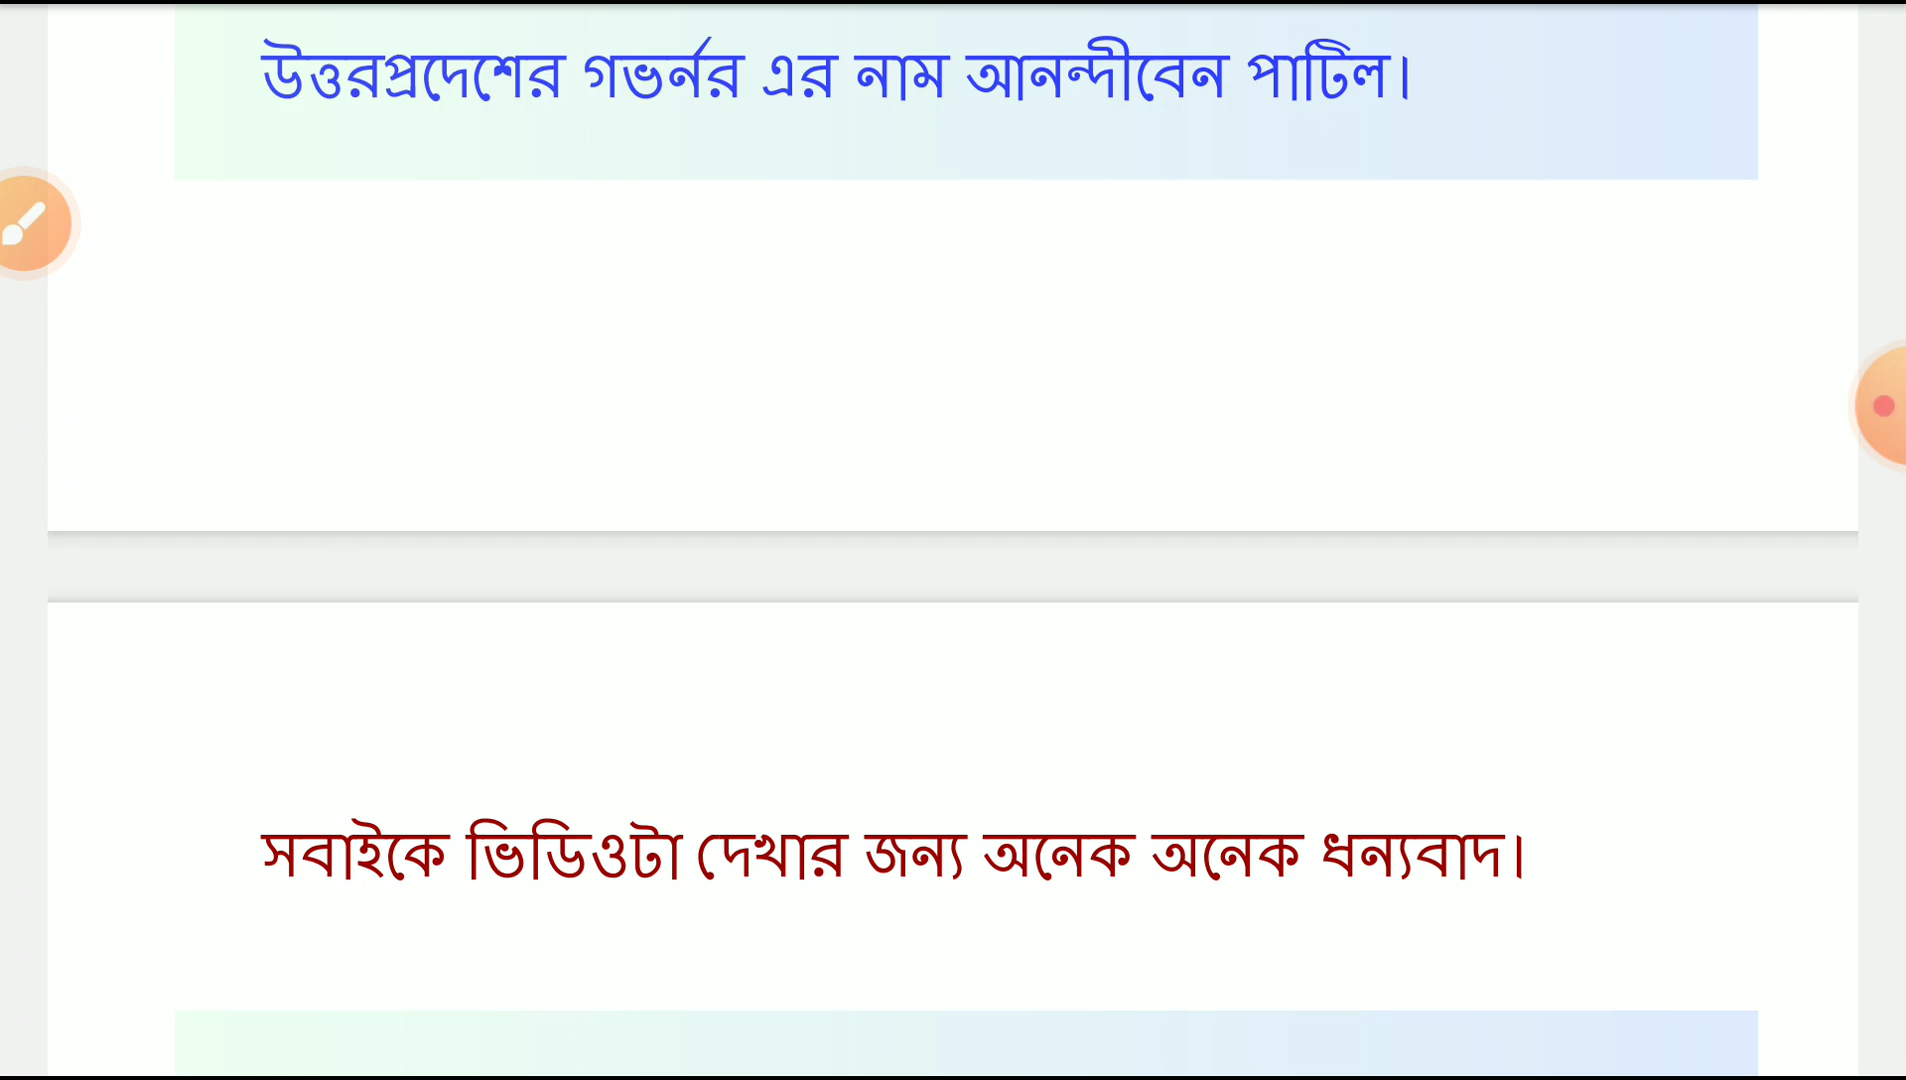 উত্তরপ্রদেশের গভর্নর এর নাম আনন্দীবেন পাটিল।
সবাইকে ভিডিওটা দেখার জন্য অনেক অনেক ধন্যবাদ।